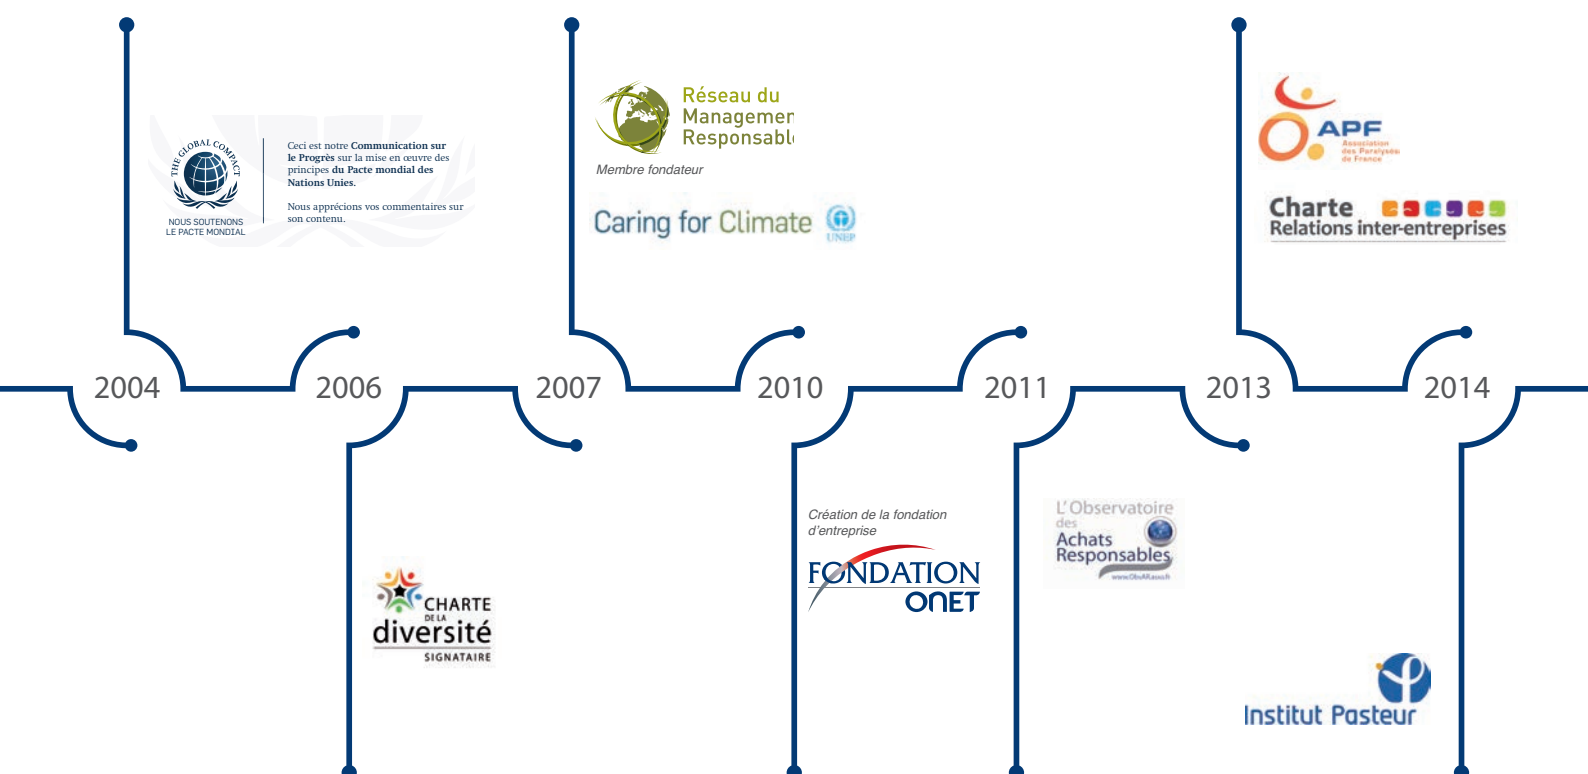 THE GLOBAL COMPACT
NOUS SOUTENONS
LE PACTE MONDIAL
Ceci est notre Communication sur
le Progrès sur la mise en œuvre des
principes du Pacte mondial des
Nations Unies.
Nous apprécions vos commentaires sur
son contenu.
Réseau du
Managemen
Responsabl
Membre fondateur
Caring for Climate
UNEP
APF
Association
des Paralysés
de France
Charte
Relations inter-entreprises
2004
2006
2007
2010
2011
2013
2014
CHARTE
DE LA
diversité
SIGNATAIRE
Création de la fondation
d'entreprise
FONDATION
ONET
L'Observatoire
des
Achats
Responsables
www.ObsAR.asso.fr
Institut Pasteur